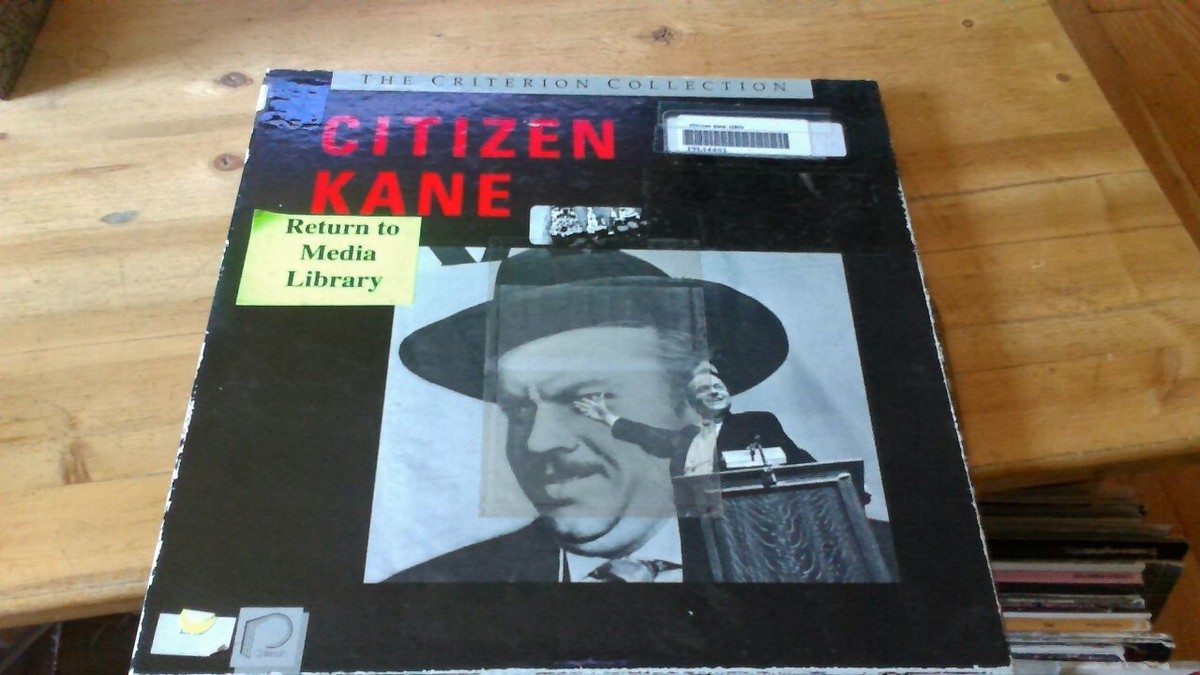 THE CRITERION COLLECTION
CITIZEN
KANE
Return to
Media
Library